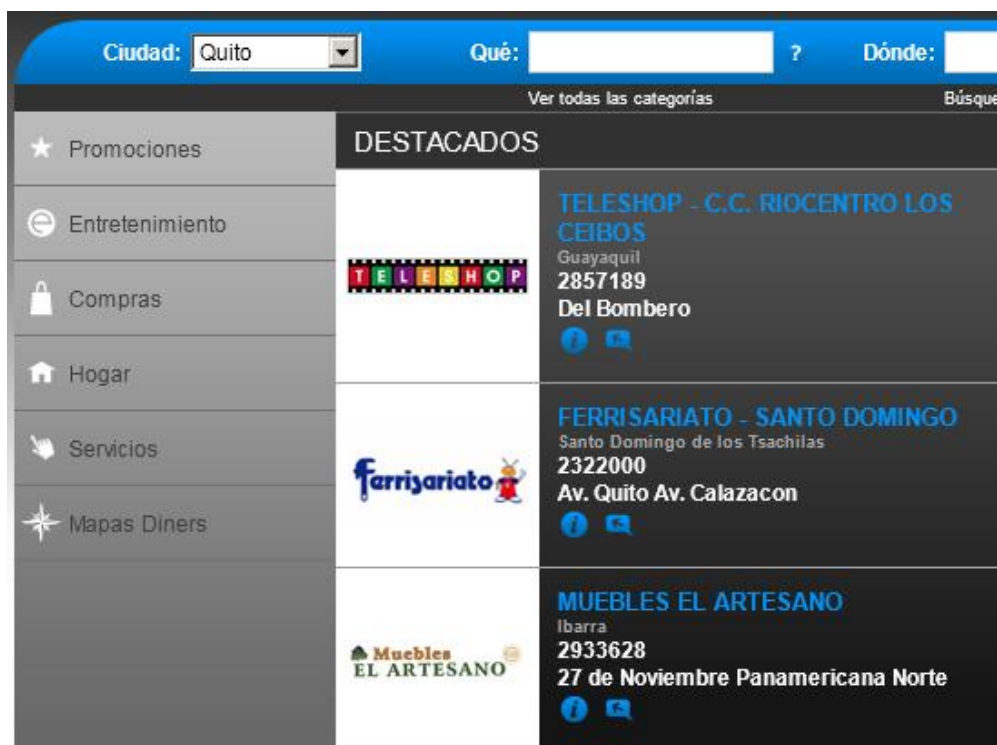 Ciudad: Quito Qué: ? Dónde:
Ver todas las categorías Búsque
Promociones
Entretenimiento
Compras
Hogar
Servicios
Mapas Diners
DESTACADOS
TELESHOP
TELESHOP - C.C. RIOCENTRO LOS
CEIBOS
Guayaquil
2857189
Del Bombero
Ferrisariato
FERRISARIATO - SANTO DOMINGO
Santo Domingo de los Tsachilas
2322000
Av. Quito Av. Calazacon
Muebles
EL ARTESANO
MUEBLES EL ARTESANO
Ibarra
2933628
27 de Noviembre Panamericana Norte